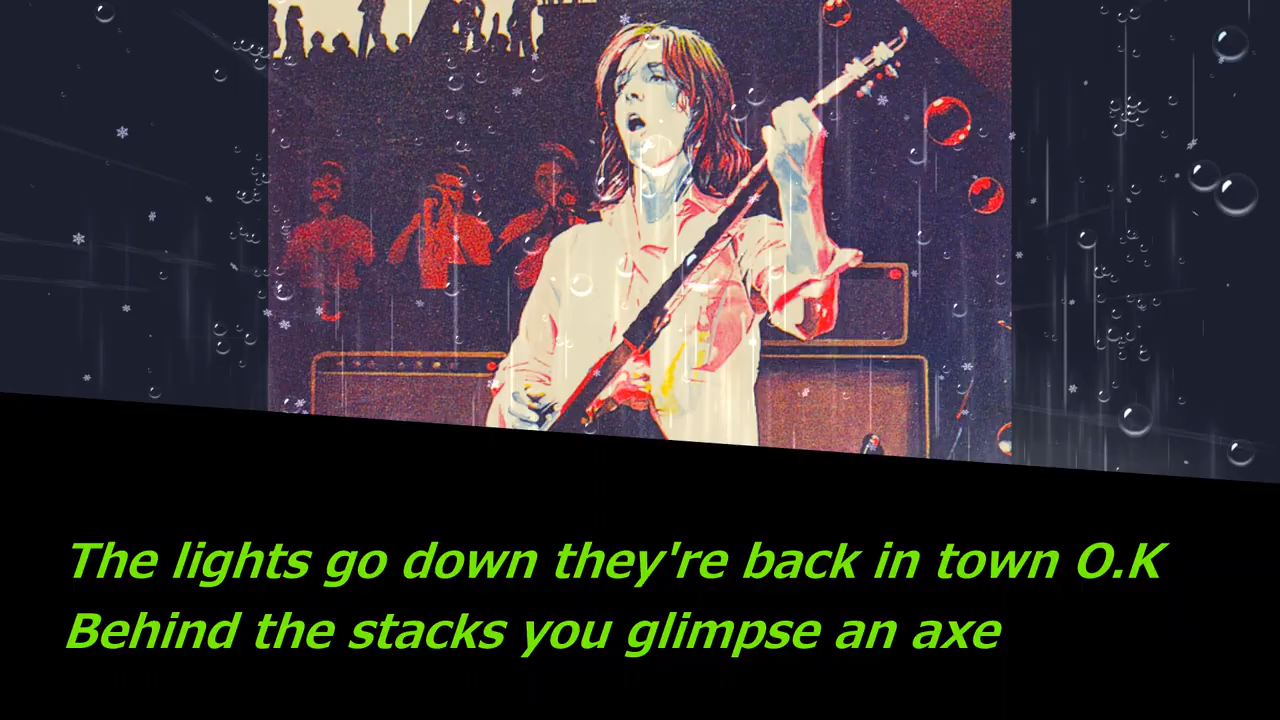 The lights go down they're back in town O.K
Behind the stacks you glimpse an axe